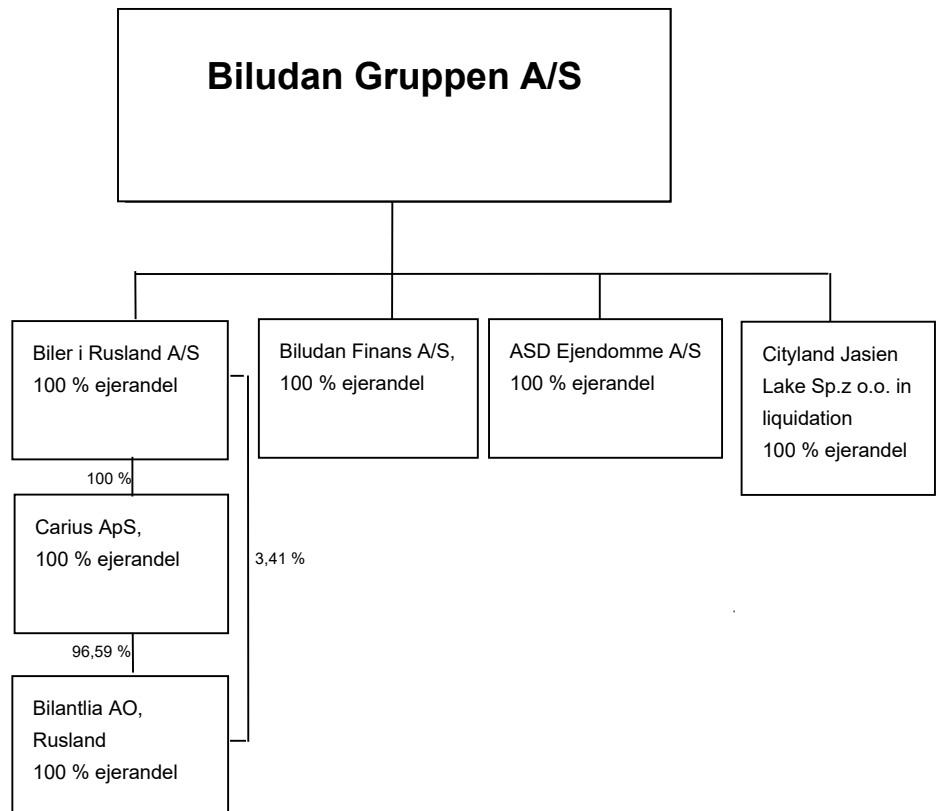 Biludan Gruppen A/S
Biler i Rusland A/S
100 % ejerandel
Biludan Finans A/S,
100 % ejerandel
ASD Ejendomme A/S
100 % ejerandel
Cityland Jasien
Lake Sp.z o.o. in
liquidation
100 % ejerandel
100 %
Carius ApS,
100 % ejerandel
3,41 %
96,59 %
Bilantlia AO,
Rusland
100 % ejerandel